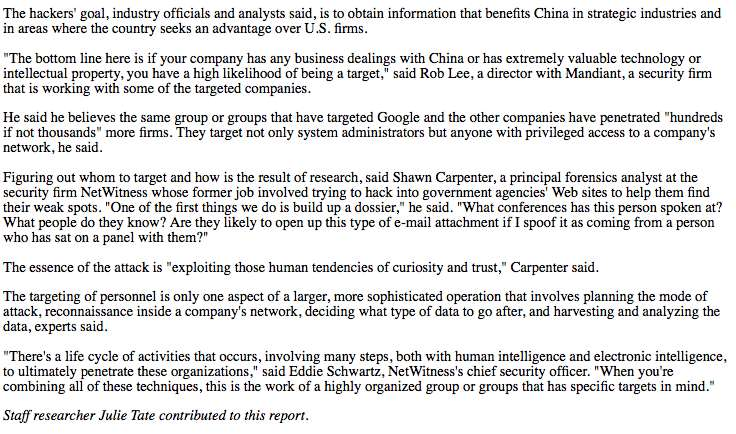 The hackers' goal, industry officials and analysts said, is to obtain information that benefits China in strategic industries and
in areas where the country seeks an advantage over U.S. firms.
"The bottom line here is if your company has any business dealings with China or has extremely valuable technology or
intellectual property, you have a high likelihood of being a target," said Rob Lee, a director with Mandiant, a security firm
that is working with some of the targeted companies.
He said he believes the same group or groups that have targeted Google and the other companies have penetrated "hundreds
if not thousands" more firms. They target not only system administrators but anyone with privileged access to a company's
network, he said.
Figuring out whom to target and how is the result of research, said Shawn Carpenter, a principal forensics analyst at the
security firm NetWitness whose former job involved trying to hack into government agencies' Web sites to help them find
their weak spots. "One of the first things we do is build up a dossier," he said. "What conferences has this person spoken at?
What people do they know? Are they likely to open up this type of e-mail attachment if I spoof it as coming from a person
who has sat on a panel with them?"
The essence of the attack is "exploiting those human tendencies of curiosity and trust," Carpenter said.
The targeting of personnel is only one aspect of a larger, more sophisticated operation that involves planning the mode of
attack, reconnaissance inside a company's network, deciding what type of data to go after, and harvesting and analyzing the
data, experts said.
"There's a life cycle of activities that occurs, involving many steps, both with human intelligence and electronic intelligence,
to ultimately penetrate these organizations," said Eddie Schwartz, NetWitness's chief security officer. "When you're
combining all of these techniques, this is the work of a highly organized group or groups that has specific targets in mind."
Staff researcher Julie Tate contributed to this report.